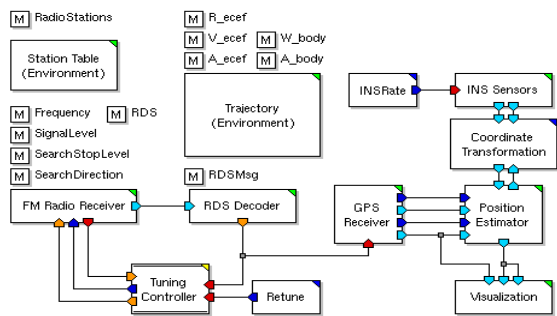 M RadioStations
Station Table
(Environment)
M R_ecef
M V_ecef M W_body
M A_ecef M A_body
Trajectory
(Environment)
INSRate
INS Sensors
Coordinate
Transformation
M Frequency M RDS
M SignalLevel
M SearchStopLevel
M SearchDirection
M RDSMsg
FM Radio Receiver
RDS Decoder
GPS
Receiver
Position
Estimator
Tuning
Controller
Retune
Visualization